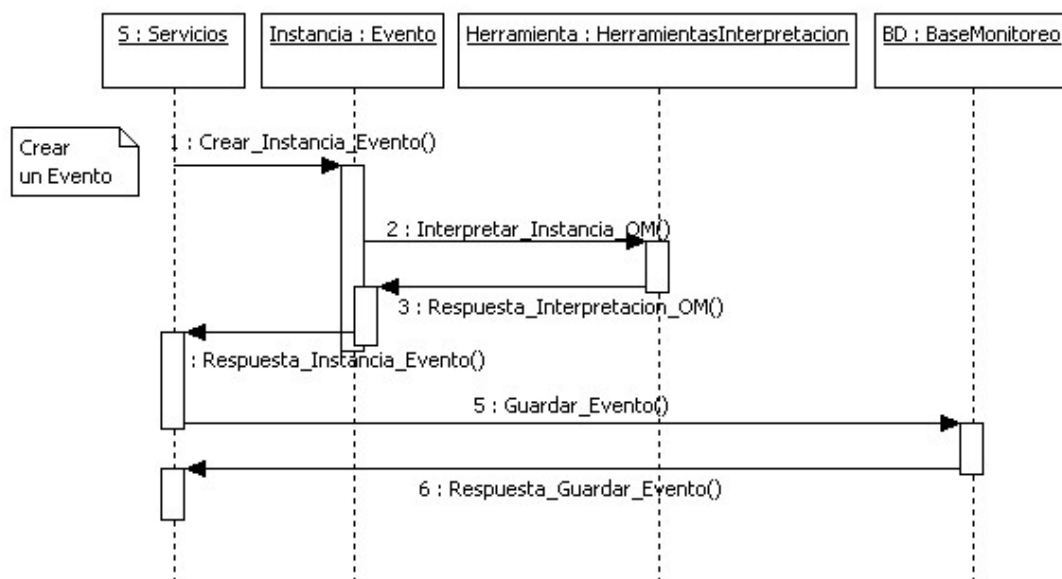 S : Servicios
Instancia : Evento
Herramienta : HerramientasInterpretacion
BD : BaseMonitoreo
Crear
un Evento
1 : Crear_Instancia_Evento()
2 : Interpretar_Instancia_OM()
3 : Respuesta_Interpretacion_OM()
: Respuesta_Instancia_Evento()
5 : Guardar_Evento()
6 : Respuesta_Guardar_Evento()